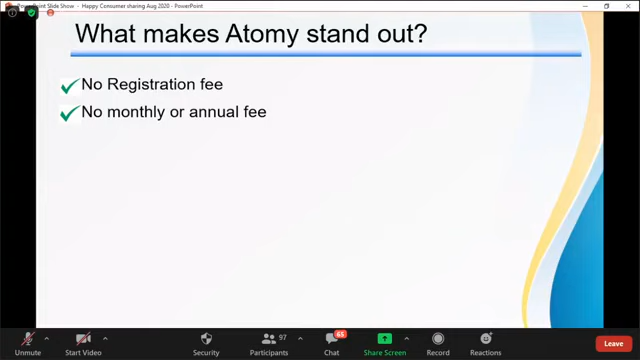 PowerPoint Slide Show - Happy Consumer sharing Aug 2020 - PowerPoint
What makes Atomy stand out?
No Registration fee
No monthly or annual fee
97
65
Unmute
Start Video
Security
Participants
Chat
Share Screen
Record
Reactions
Leave